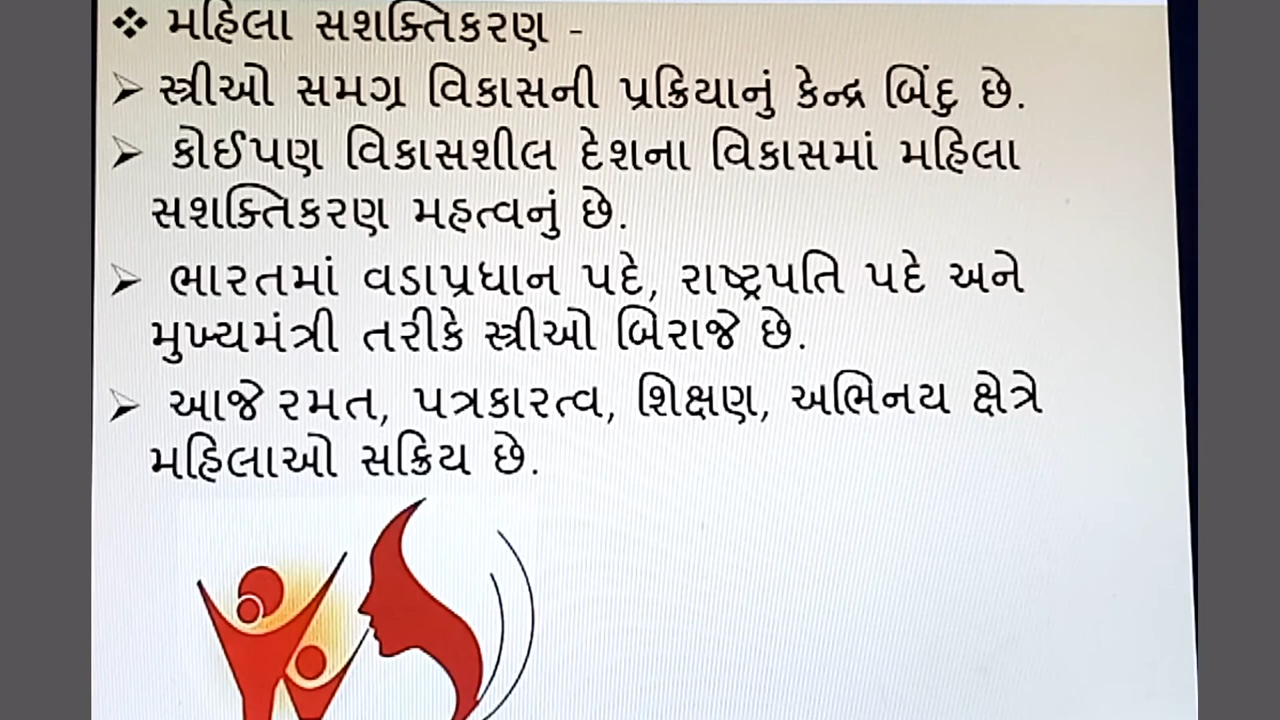 ❖ મહિલા સશક્તિકરણ -
➢ સ્ત્રીઓ સમગ્ર વિકાસની પ્રક્રિયાનું કેન્દ્ર બિંદુ છે.
➢ કોઈપણ વિકાસશીલ દેશના વિકાસમાં મહિલા
સશક્તિકરણ મહત્વનું છે.
➢ ભારતમાં વડાપ્રધાન પદે, રાષ્ટ્રપતિ પદે અને
મુખ્યમંત્રી તરીકે સ્ત્રીઓ બિરાજે છે.
➢ આજે રમત, પત્રકારત્વ, શિક્ષણ, અભિનય ક્ષેત્રે
મહિલાઓ સક્રિય છે.